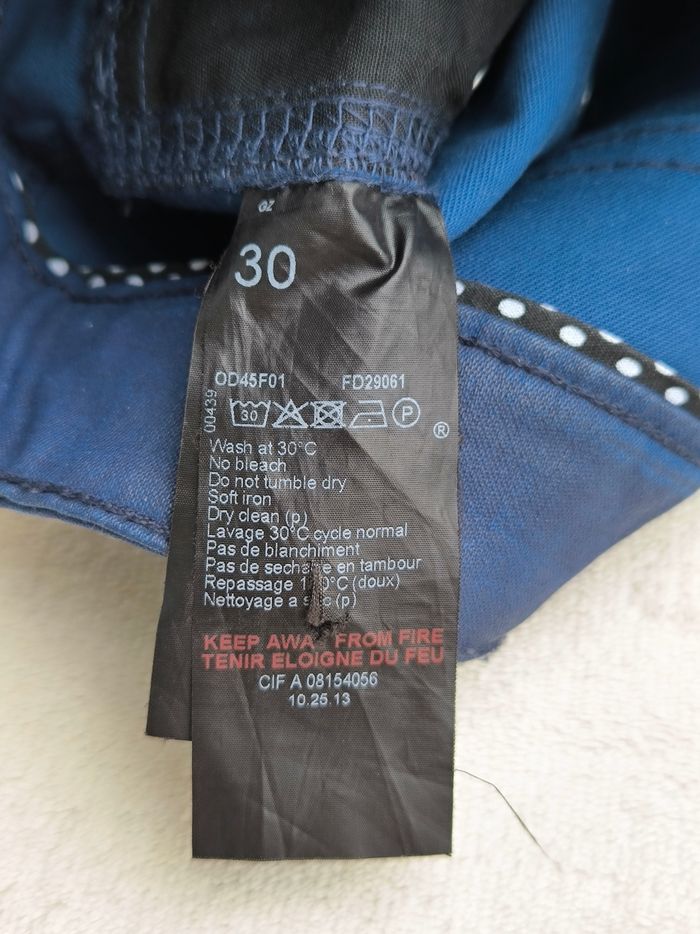 GZ
30
OD45F01 FD29061
00439
30 P
®
Wash at 30°C
No bleach
Do not tumble dry
Soft iron
Dry clean (p)
Lavage 30°C cycle normal
Pas de blanchiment
Pas de en tambour
Repassage (doux)
Nettoyage a (p)
KEEP FROM FIRE
TENIR ELOIGNE DU FEU
CIF A 08154056
10.25.13